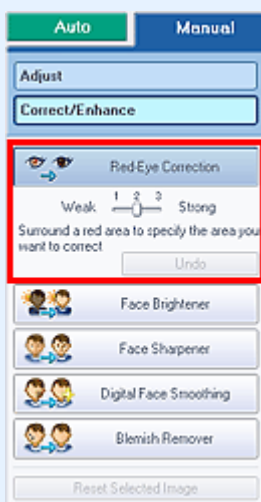 Auto Manual
Adjust
Correct/Enhance
Red-Eye Correction
1 2 3
Weak Strong
Surround a red area to specify the area you
want to correct
Undo
Face Brightener
Face Sharpener
Digital Face Smoothing
Blemish Remover
Reset Selected Image